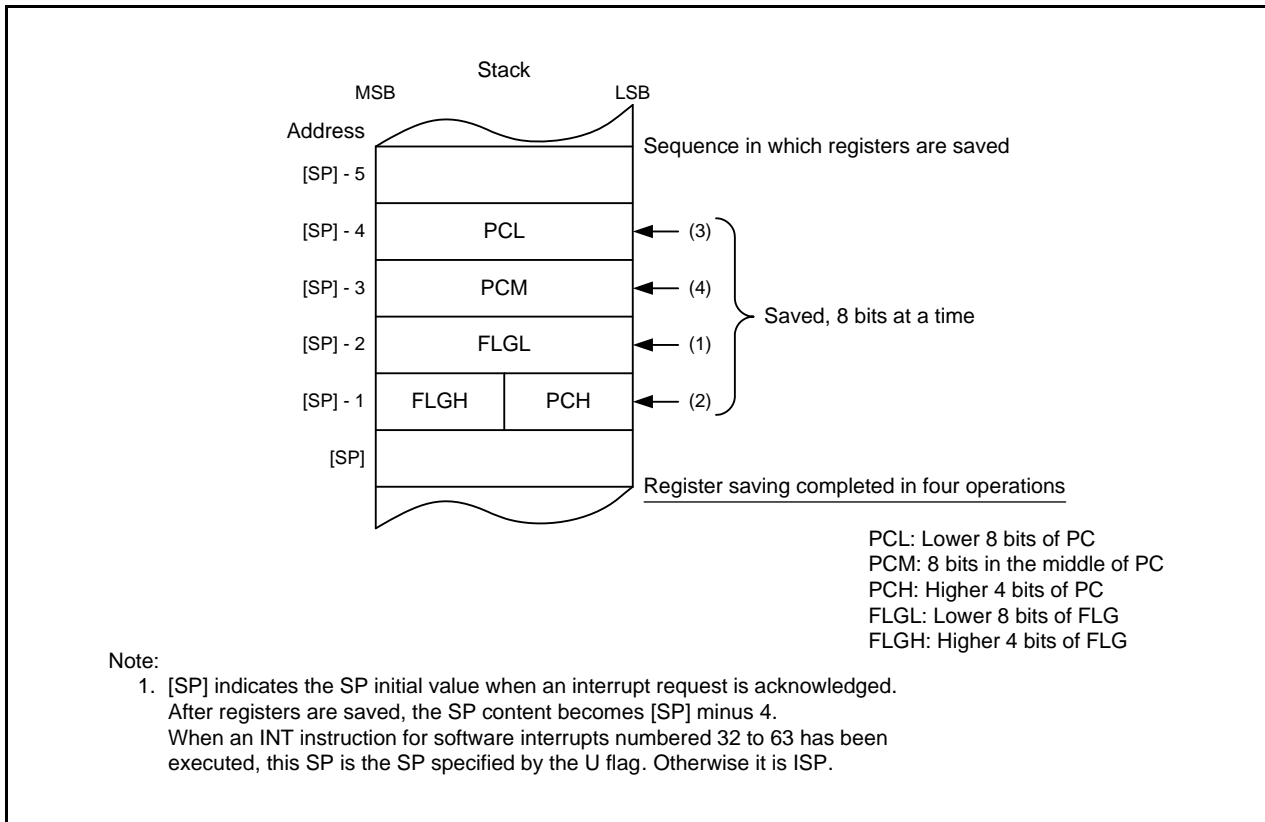 Stack
MSB LSB
Address
Sequence in which registers are saved
[SP] - 5
[SP] - 4 PCL (3)
[SP] - 3 PCM (4)
Saved, 8 bits at a time
[SP] - 2 FLGL (1)
[SP] - 1 FLGH PCH (2)
[SP]
Register saving completed in four operations
PCL: Lower 8 bits of PC
PCM: 8 bits in the middle of PC
PCH: Higher 4 bits of PC
FLGL: Lower 8 bits of FLG
FLGH: Higher 4 bits of FLG
Note:
1. [SP] indicates the SP initial value when an interrupt request is acknowledged.
After registers are saved, the SP content becomes [SP] minus 4.
When an INT instruction for software interrupts numbered 32 to 63 has been
executed, this SP is the SP specified by the U flag. Otherwise it is ISP.